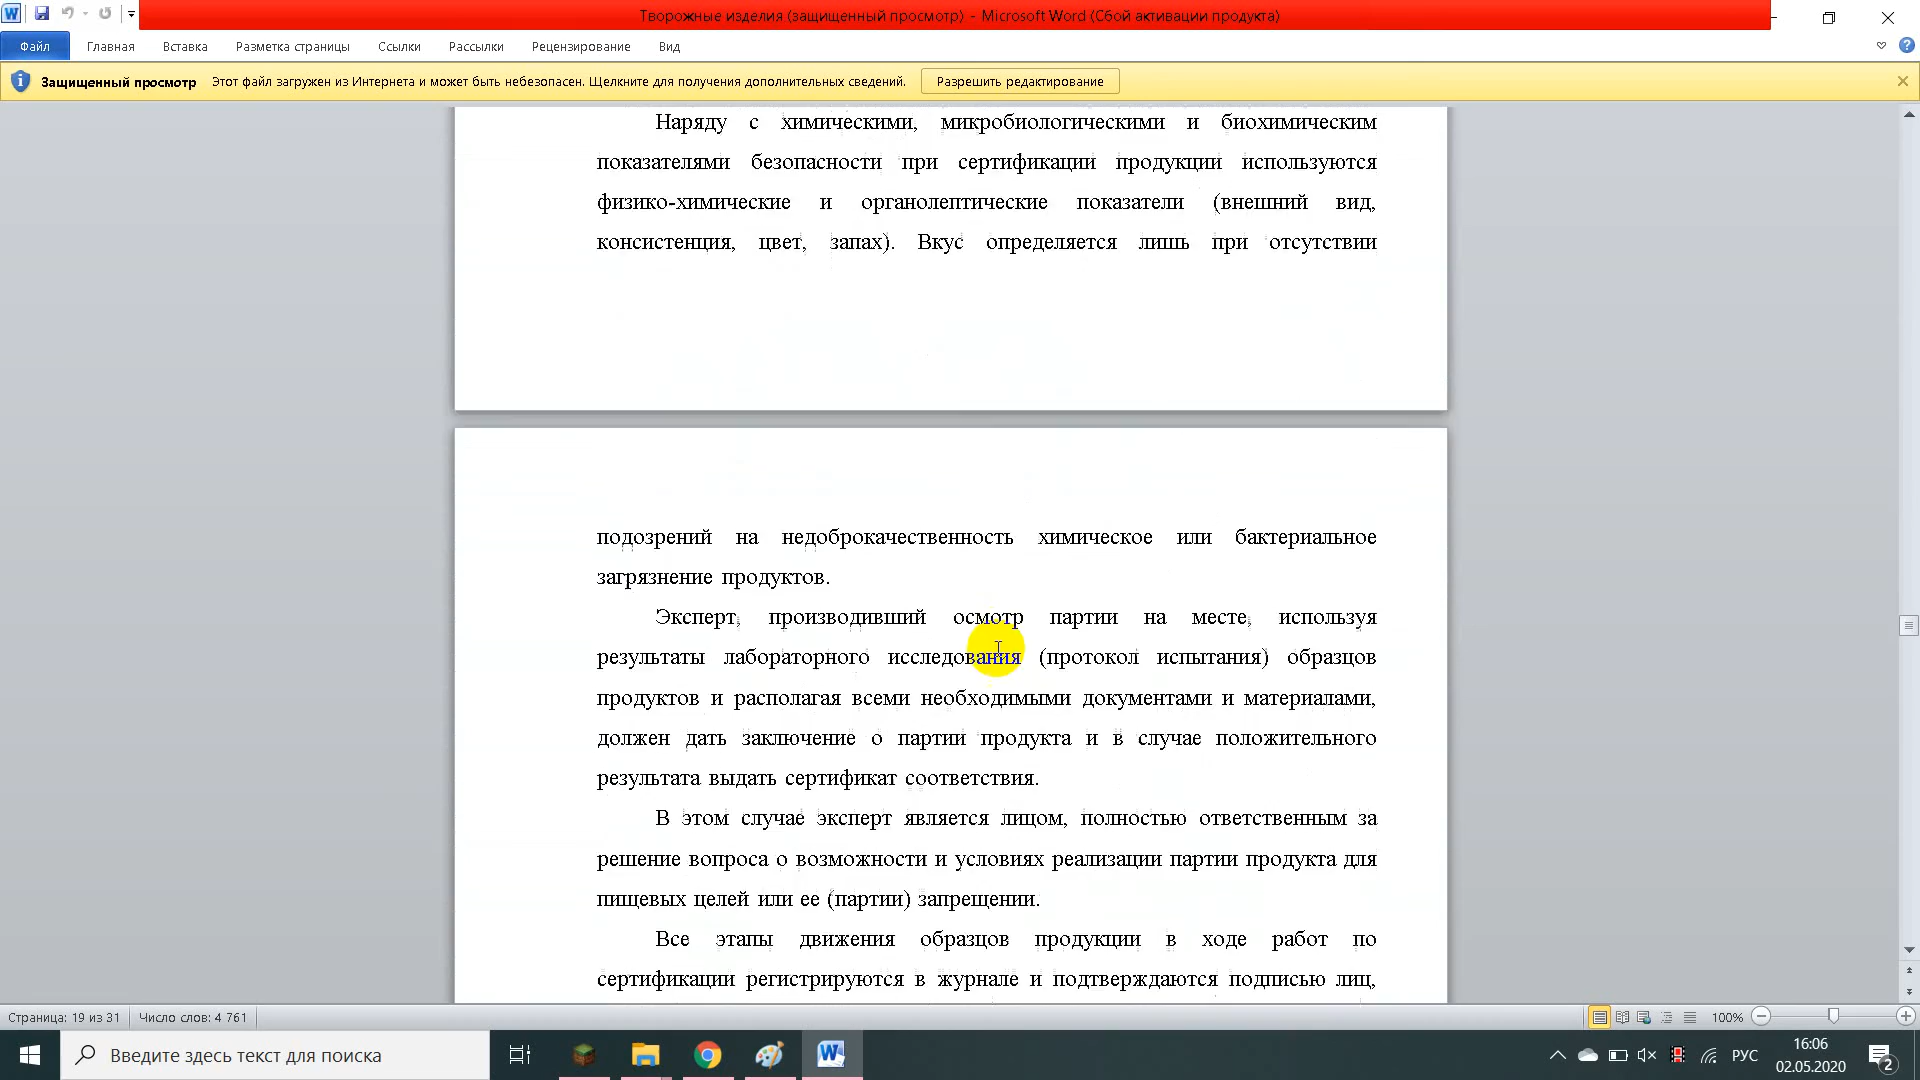 Творожные изделия (защищенный просмотр) - Microsoft Word (Сбой активации продукта)
Файл Главная Вставка Разметка страницы Ссылки Рассылки Рецензирование Вид
Защищенный просмотр Этот файл загружен из Интернета и может быть небезопасен. Щелкните для получения дополнительных сведений. Разрешить редактирование
Наряду с химическими, микробиологическими и биохимическим
показателями безопасности при сертификации продукции используются
физико-химические и органолептические показатели (внешний вид,
консистенция, цвет, запах). Вкус определяется лишь при отсутствии
подозрений на недоброкачественность химическое или бактериальное
загрязнение продуктов.
Эксперт, производивший осмотр партии на месте, используя
результаты лабораторного исследования (протокол испытания) образцов
продуктов и располагая всеми необходимыми документами и материалами,
должен дать заключение о партии продукта и в случае положительного
результата выдать сертификат соответствия.
В этом случае эксперт является лицом, полностью ответственным за
решение вопроса о возможности и условиях реализации партии продукта для
пищевых целей или ее (партии) запрещении.
Все этапы движения образцов продукции в ходе работ по
сертификации регистрируются в журнале и подтверждаются подписью лиц,
Страница: 19 из 31 Число слов: 4 761 100%
Введите здесь текст для поиска РУС 16:06
02.05.2020 2